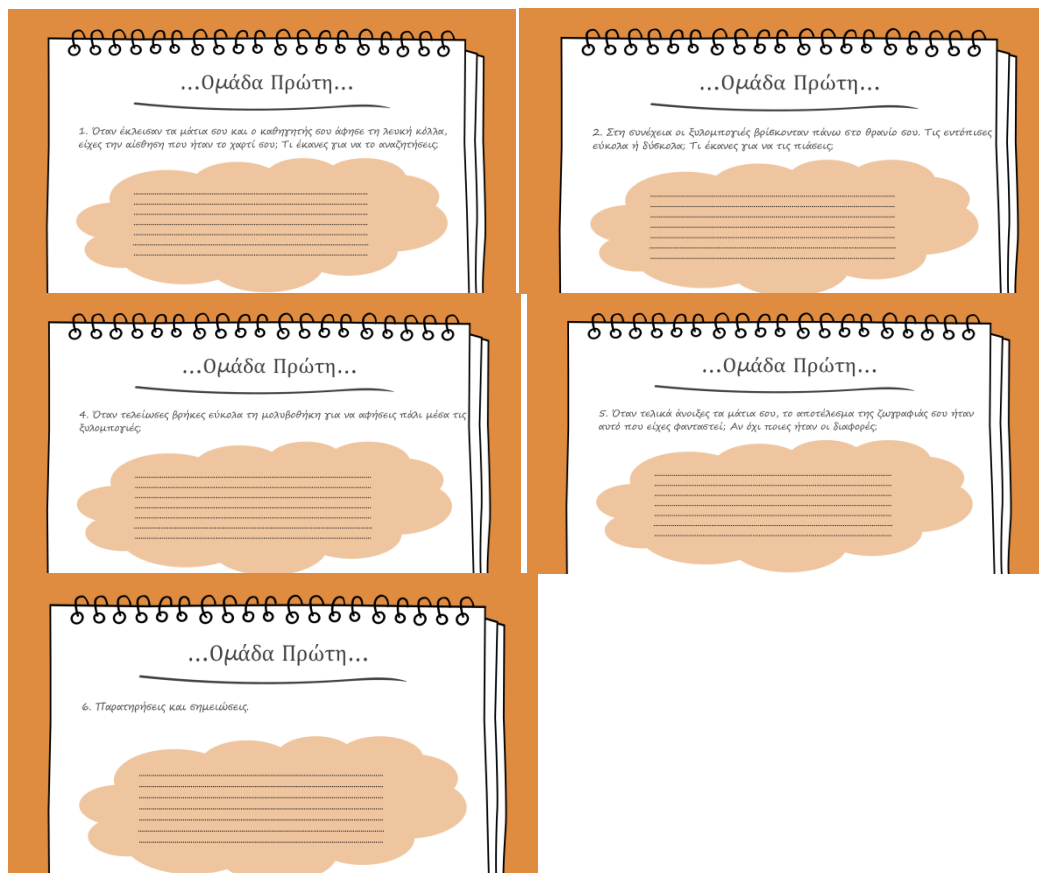 ...Ομάδα Πρώτη...
1. Όταν έκλεισαν τα μάτια σου και ο καθηγητής σου άφησε τη λευκή κόλλα,
είχες την αίσθηση που ήταν το χαρτί σου; Τι έκανες για να το αναζητήσεις;
...Ομάδα Πρώτη...
2. Στη συνέχεια οι ξυλομπογιές βρίσκονταν πάνω στο θρανίο σου. Τις εντόπισες
εύκολα ή δύσκολα; Τι έκανες για να τις πιάσεις;
...Ομάδα Πρώτη...
4. Όταν τελείωσες βρήκες εύκολα τη μολυβοθήκη για να αφήσεις πάλι μέσα τις
ξυλομπογιές;
...Ομάδα Πρώτη...
5. Όταν τελικά άνοιξες τα μάτια σου, το αποτέλεσμα της ζωγραφιάς σου ήταν
αυτό που είχες φανταστεί; Αν όχι ποιες ήταν οι διαφορές;
...Ομάδα Πρώτη...
6. Παρατηρήσεις και σημειώσεις.